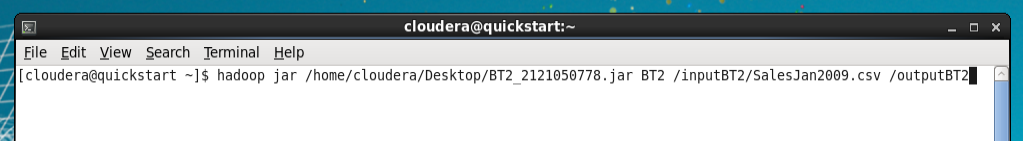 cloudera@quickstart:~
File Edit View Search Terminal Help
[cloudera@quickstart ~]$ hadoop jar /home/cloudera/Desktop/BT2_2121050778.jar BT2 /inputBT2/SalesJan2009.csv /outputBT2